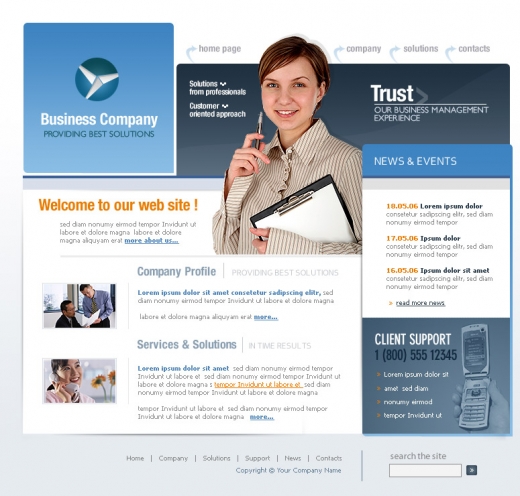 home page
company
solutions
contacts
Business Company
PROVIDING BEST SOLUTIONS
Solutions
from professionals
Customer
oriented approach
Trust
OUR BUSINESS MANAGEMENT
EXPERIENCE
NEWS & EVENTS
Welcome to our web site !
sed diam nonumy eirmod tempor Invidunt ut
labore et dolore magna labore et dolore
magna aliquyam erat more about us...
Company Profile
PROVIDING BEST SOLUTIONS
Lorem ipsum dolor sit amet consetetur sadipscing elitr, sed diam
nonumy eirmod tempor Invidunt ut labore et dolore magna
labore et dolore magna aliquyam erat more...
Services & Solutions
IN TIME RESULTS
Lorem ipsum dolor sit amet sed diam nonumy eirmod tempor
Invidunt ut labore et sed diam nonumy eirmod tempor Invidunt ut
labore et dolore magna s tempor Invidunt ut labore et sed diam
nonumy eirmod tempor
tempor Invidunt ut labore et sed diam nonumy eirmod tempor
Invidunt ut labore et dolore magna more...
18.05.06 Lorem ipsum dolor
consetetur sadipscing elitr, sed diam
nonumy eirmod tempor
17.05.06 Ipsum dolor
consetetur sadipscing elitr, sed diam
nonumy eirmod tempor
16.05.06 Ipsum dolor sit amet
consetetur sadipscing elitr, sed diam
nonumy eirmod tempor
read more news
CLIENT SUPPORT
1 (800) 555 12345
Lorem ipsum dolor sit
amet sed diam
nonumy eirmod
tempor Invidunt ut
Home | Company | Solutions | Support | News | Contacts
Copyright © Your Company Name
search the site